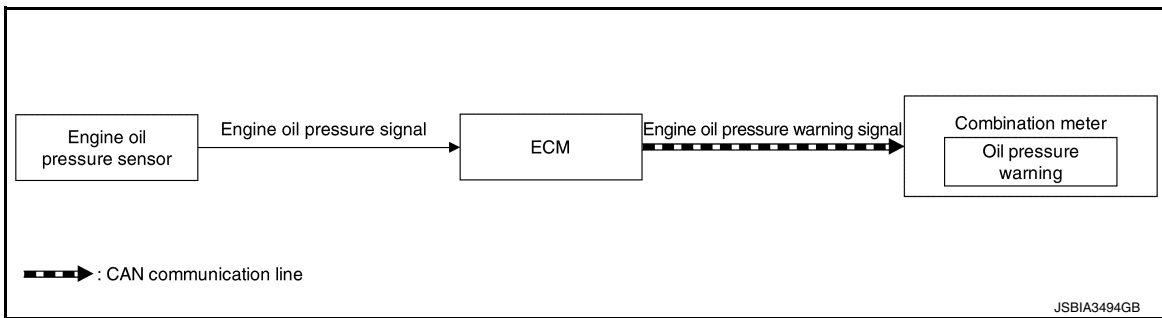 Engine oil
pressure sensor
Engine oil pressure signal
ECM
Engine oil pressure warning signal
Combination meter
Oil pressure
warning
: CAN communication line
JSBIA3494GB